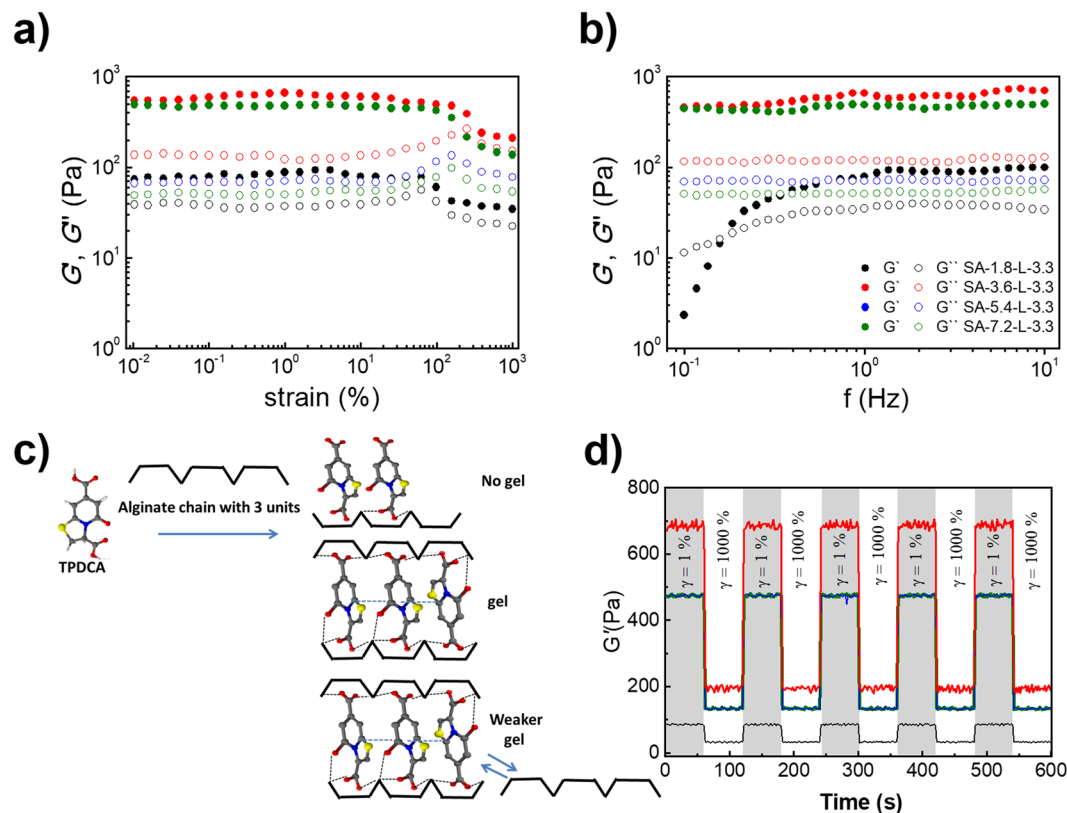 a)
10³
10²
10¹
10⁰
G', G'' (Pa)
10⁻² 10⁻¹ 10⁰ 10¹ 10² 10³
strain (%)
b)
10³
10²
10¹
10⁰
G', G'' (Pa)
G` G`` SA-1.8-L-3.3
G` G`` SA-3.6-L-3.3
G` G`` SA-5.4-L-3.3
G` G`` SA-7.2-L-3.3
10⁻¹ 10⁰ 10¹
f (Hz)
c)
TPDCA
Alginate chain with 3 units
No gel
gel
Weaker
gel
d)
800
600
400
200
0
G'(Pa)
γ = 1 %
γ = 1000 %
γ = 1 %
γ = 1000 %
γ = 1 %
γ = 1000 %
γ = 1 %
γ = 1000 %
γ = 1 %
γ = 1000 %
0 100 200 300 400 500 600
Time (s)